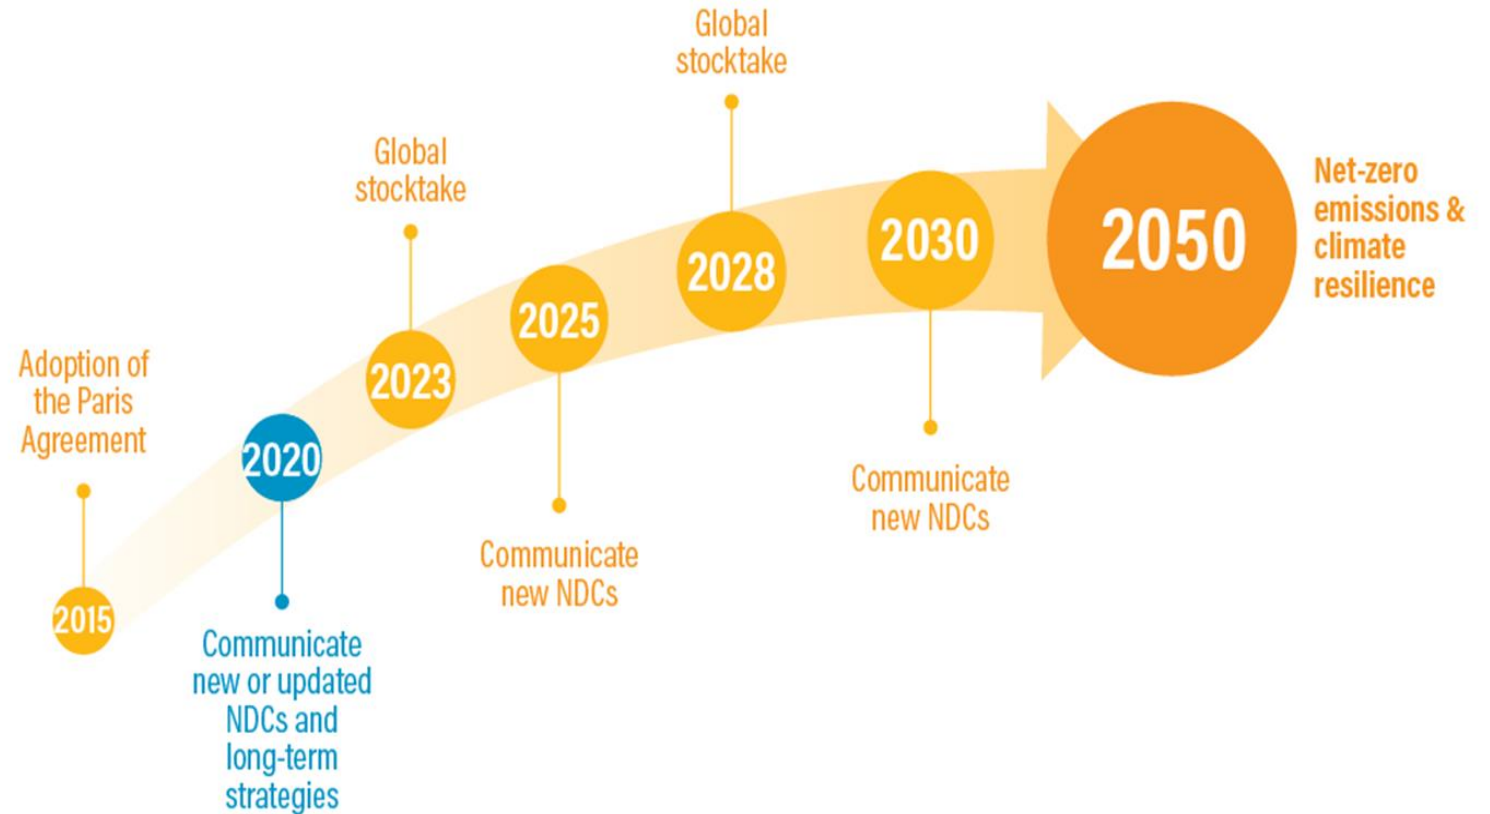 Adoption of
the Paris
Agreement
2015
2020
Communicate
new or updated
NDCs and
long-term
strategies
Global
stocktake
2023
2025
Communicate
new NDCs
Global
stocktake
2028
2030
Communicate
new NDCs
2050
Net-zero
emissions &
climate
resilience